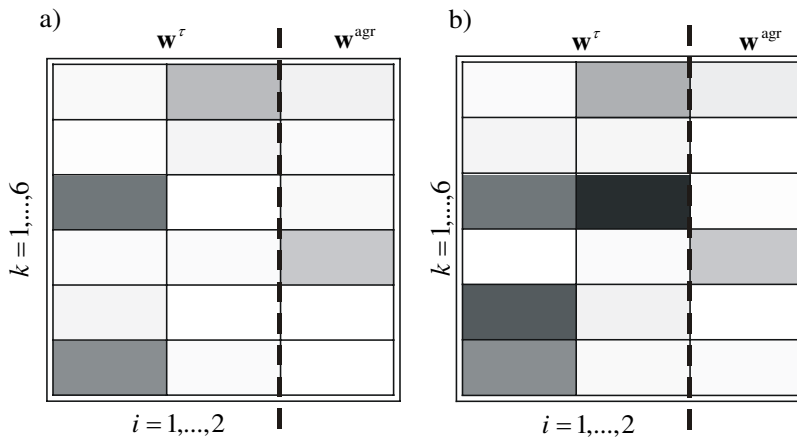 a)
w^τ w^agr
k = 1,...,6
i = 1,...,2
b)
w^τ w^agr
k = 1,...,6
i = 1,...,2